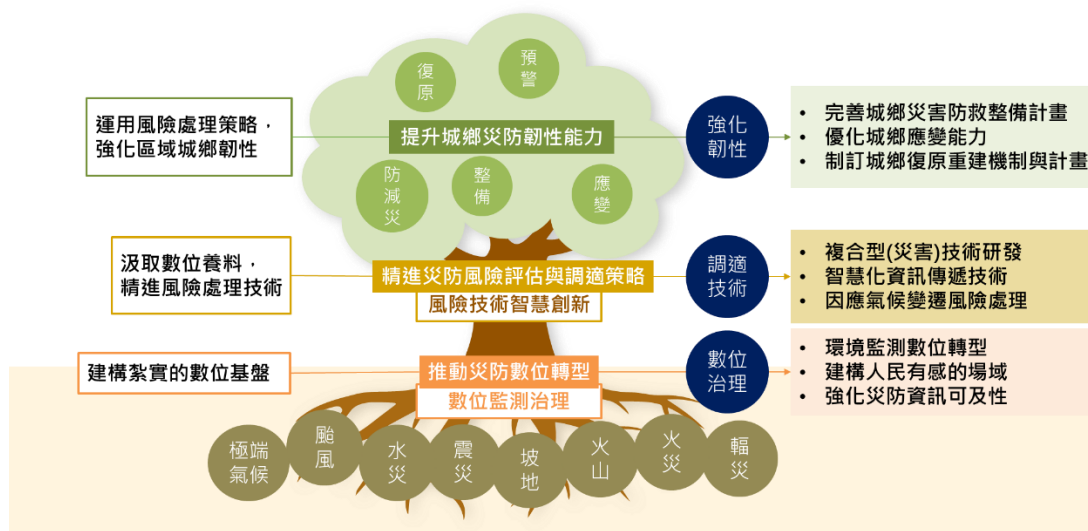 復原
預警
運用風險處理策略，
強化區域城鄉韌性
提升城鄉災防韌性能力
強化
韌性
• 完善城鄉災害防救整備計畫
• 優化城鄉應變能力
• 制訂城鄉復原重建機制與計畫
防減災
整備
應變
汲取數位養料，
精進風險處理技術
精進災防風險評估與調適策略
風險技術智慧創新
調適
技術
• 複合型(災害)技術研發
• 智慧化資訊傳遞技術
• 因應氣候變遷風險處理
建構紮實的數位基盤
推動災防數位轉型
數位監測治理
數位
治理
• 環境監測數位轉型
• 建構人民有感的場域
• 強化災防資訊可及性
極端
氣候
颱風
水災
震災
坡地
火山
火災
輻災